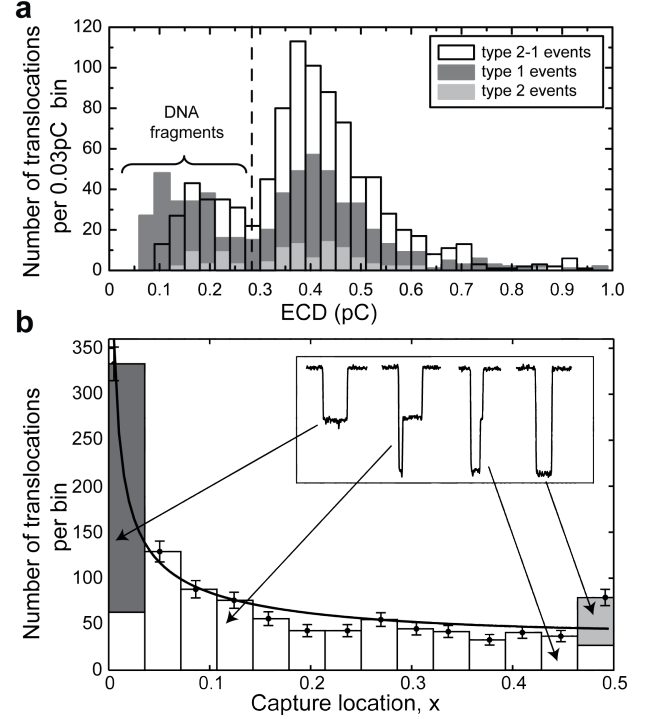 a
Number of translocations
per 0.03pC bin
120
100
80
60
40
20
0
DNA
fragments
type 2-1 events
type 1 events
type 2 events
0 0.1 0.2 0.3 0.4 0.5 0.6 0.7 0.8 0.9 1.0
ECD (pC)
b
Number of translocations
per bin
350
300
250
200
150
100
50
0
0 0.1 0.2 0.3 0.4 0.5
Capture location, x